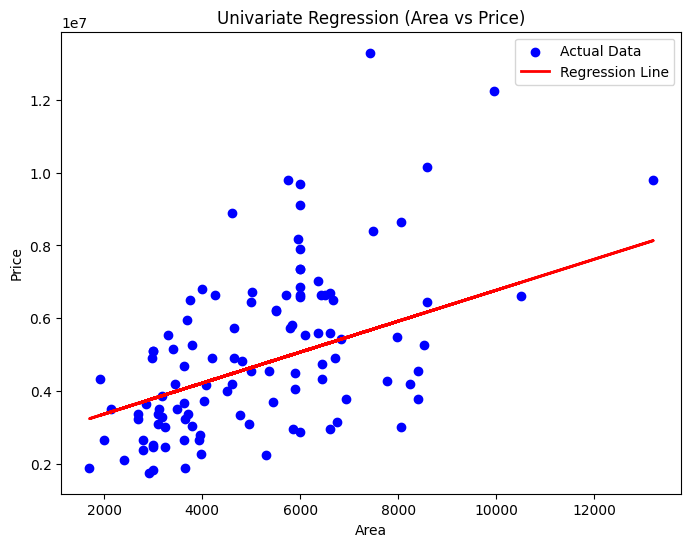 Univariate Regression (Area vs Price)
1e7
Actual Data
Regression Line
1.2
1.0
0.8
0.6
0.4
0.2
Price
2000 4000 6000 8000 10000 12000
Area